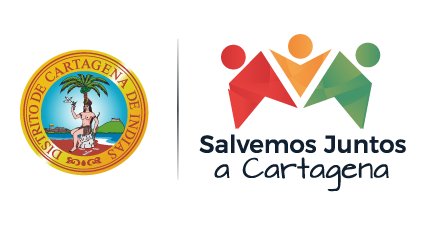 DISTRITO DE CARTAGENA DE INDIAS
Salvemos Juntos
a Cartagena